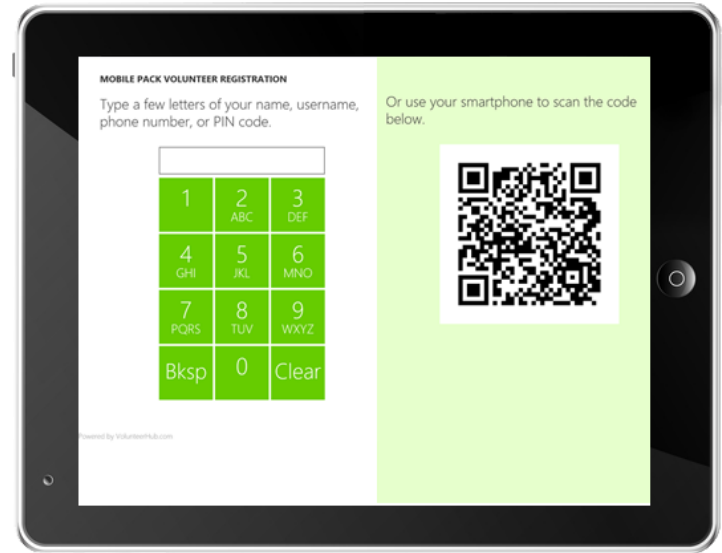 MOBILE PACK VOLUNTEER REGISTRATION
Type a few letters of your name, username,
phone number, or PIN code.
1
2
ABC
3
DEF
4
GHI
5
JKL
6
MNO
7
PQRS
8
TUV
9
WXYZ
Bksp
0
Clear
Powered by VolunteerHub.com
Or use your smartphone to scan the code
below.